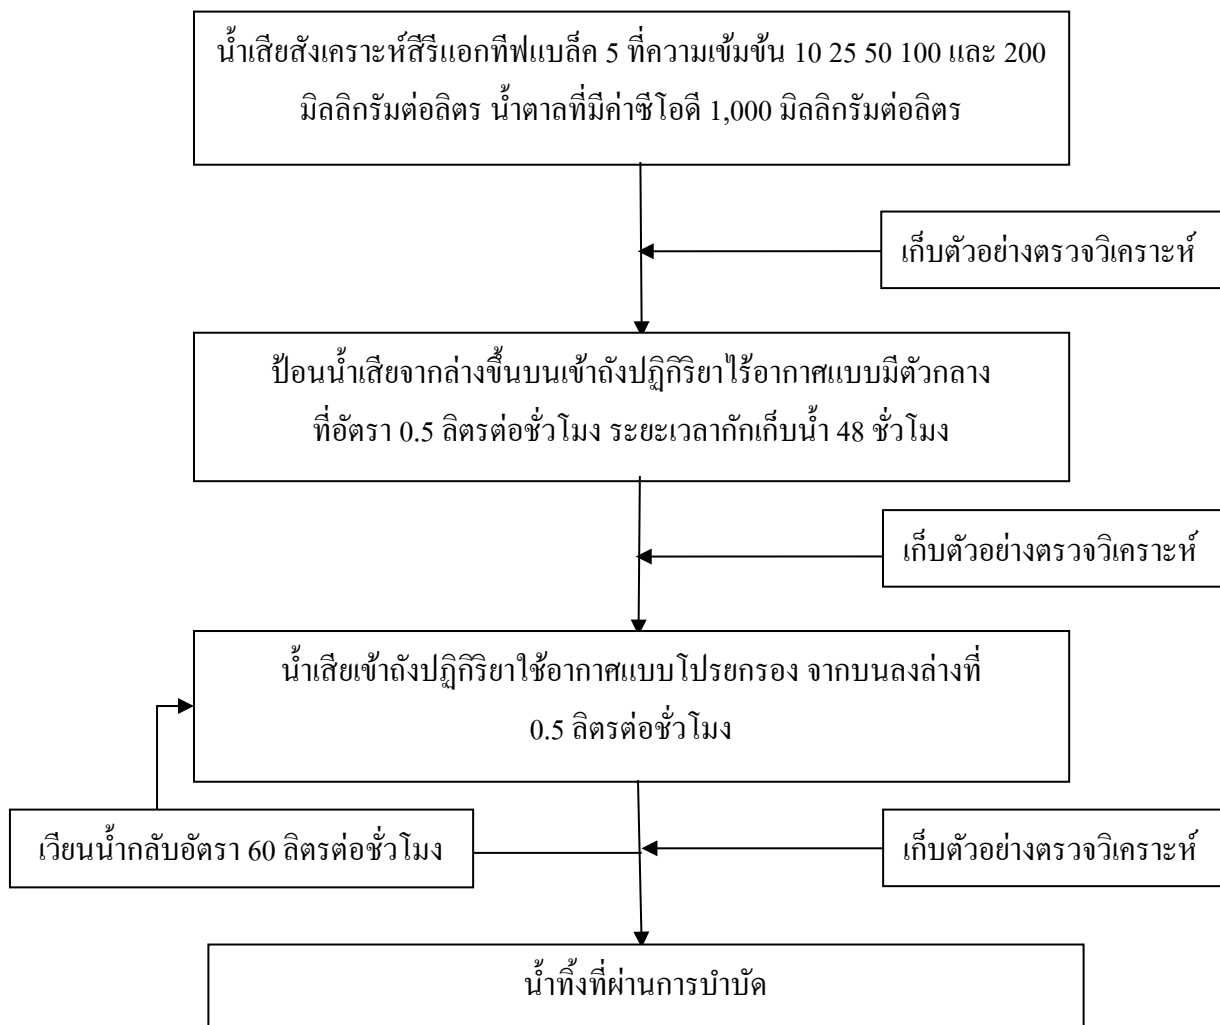 น้ำเสียสังเคราะห์สีรีแอกทีฟแบล็ค 5 ที่ความเข้มข้น 10 25 50 100 และ 200
มิลลิกรัมต่อลิตร น้ำตาลที่มีค่าซีโอดี 1,000 มิลลิกรัมต่อลิตร
เก็บตัวอย่างตรวจวิเคราะห์
ป้อนน้ำเสียจากล่างขึ้นบนเข้าถังปฏิกิริยาไร้อากาศแบบมีตัวกลาง
ที่อัตรา 0.5 ลิตรต่อชั่วโมง ระยะเวลากักเก็บน้ำ 48 ชั่วโมง
เก็บตัวอย่างตรวจวิเคราะห์
น้ำเสียเข้าถังปฏิกิริยาใช้อากาศแบบโปรยกรอง จากบนลงล่างที่
0.5 ลิตรต่อชั่วโมง
เวียนน้ำกลับอัตรา 60 ลิตรต่อชั่วโมง
เก็บตัวอย่างตรวจวิเคราะห์
น้ำทิ้งที่ผ่านการบำบัด